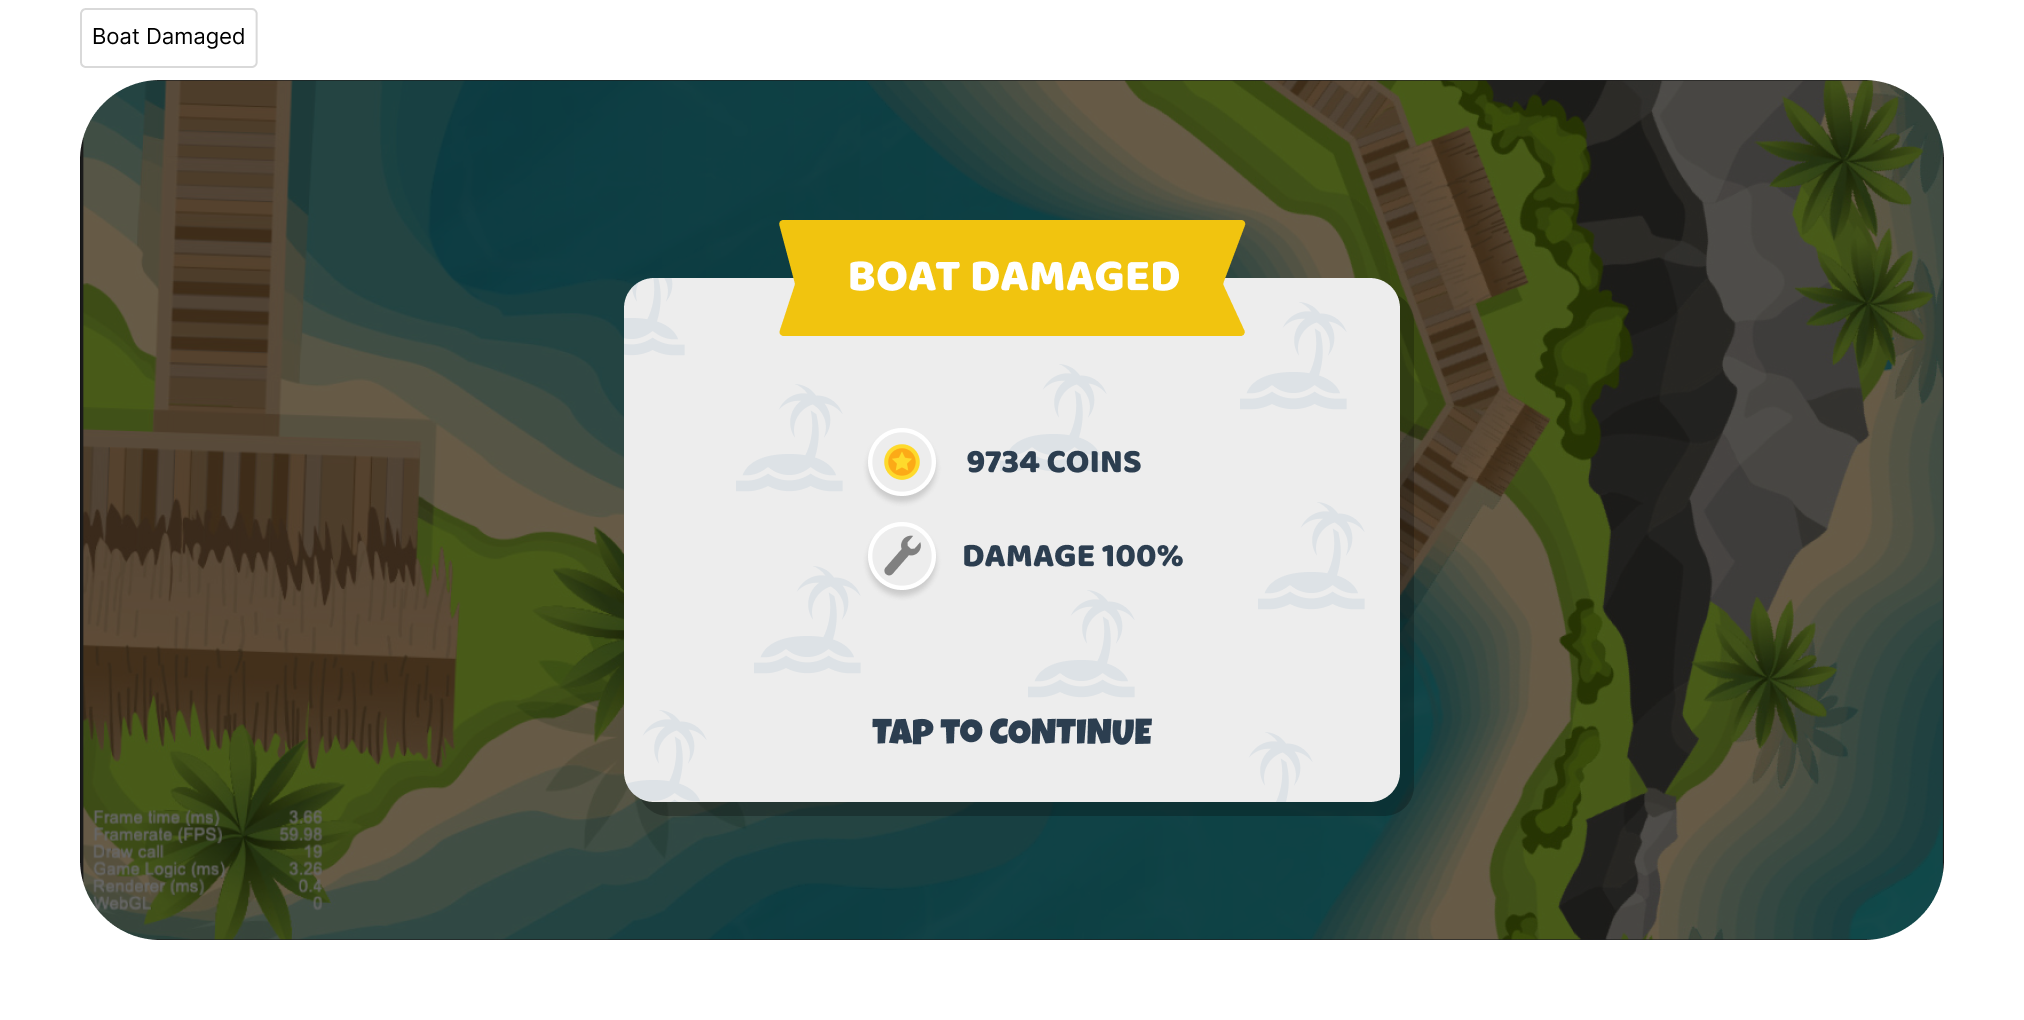 Boat Damaged
BOAT DAMAGED
9734 COINS
DAMAGE 100%
TAP TO CONTINUE
Frame time (ms) 3.66
Framerate (FPS) 59.98
Draw call 19
Game Logic (ms) 3.26
Renderer (ms) 0.4
WebGL 0